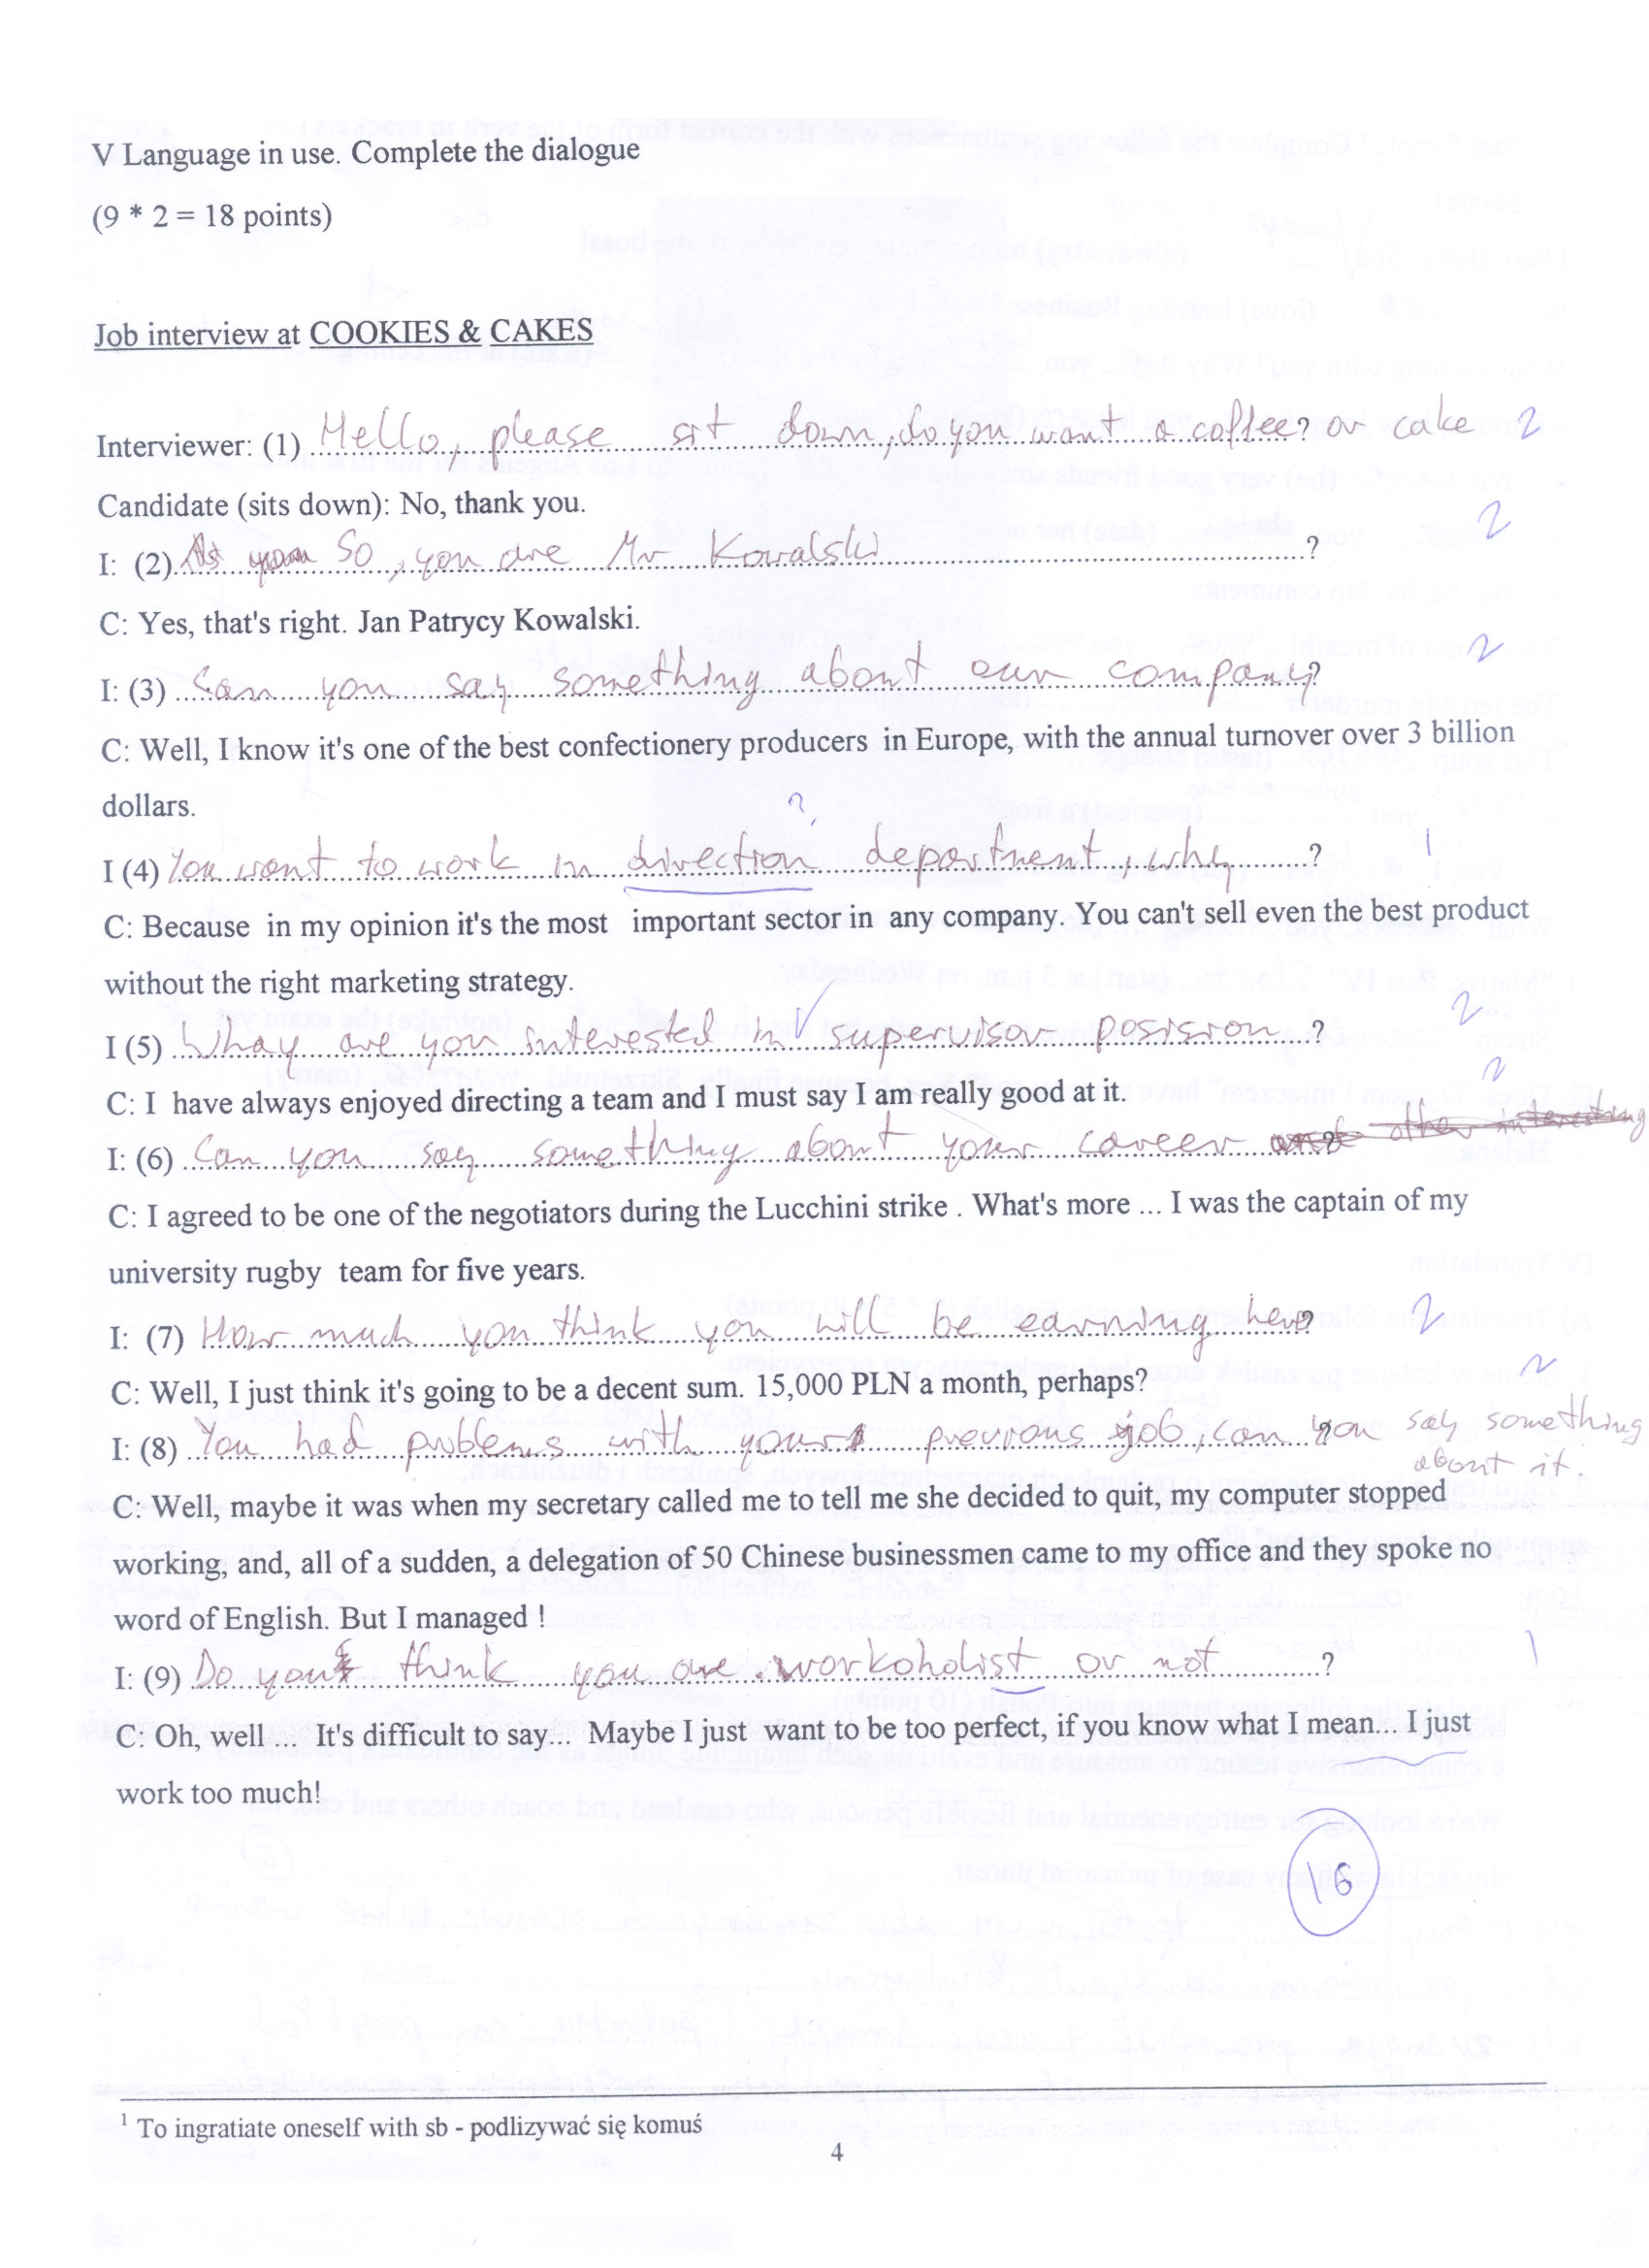 V Language in use. Complete the dialogue
(9 * 2 = 18 points)
Job interview at COOKIES & CAKES
Interviewer: (1) Hello, please sit down, do you want a coffee? or cake 2
Candidate (sits down): No, thank you.
2
I: (2) So, you are Mr Kowalski ?
C: Yes, that's right. Jan Patrycy Kowalski.
2
I: (3) Can you say something about our company?
C: Well, I know it's one of the best confectionery producers in Europe, with the annual turnover over 3 billion
dollars.
?
I (4) You want to work in direction department, why ? 1
C: Because in my opinion it's the most important sector in any company. You can't sell even the best product
without the right marketing strategy.
I (5) Whay are you interested in supervisor posision ? 2
2
C: I have always enjoyed directing a team and I must say I am really good at it.
I: (6) Can you say something about your career and other interesting
C: I agreed to be one of the negotiators during the Lucchini strike . What's more ... I was the captain of my
university rugby team for five years.
I: (7) How much you think you will be earning here? 2
2
C: Well, I just think it's going to be a decent sum. 15,000 PLN a month, perhaps?
I: (8) You had problems with your previous job, can you say something
about it.
C: Well, maybe it was when my secretary called me to tell me she decided to quit, my computer stopped
working, and, all of a sudden, a delegation of 50 Chinese businessmen came to my office and they spoke no
word of English. But I managed !
I: (9) Do you think you are workoholist or not ? 1
C: Oh, well.... It's difficult to say... Maybe I just want to be too perfect, if you know what I mean... I just
work too much!
16
1 To ingratiate oneself with sb - podlizywać się komuś
4